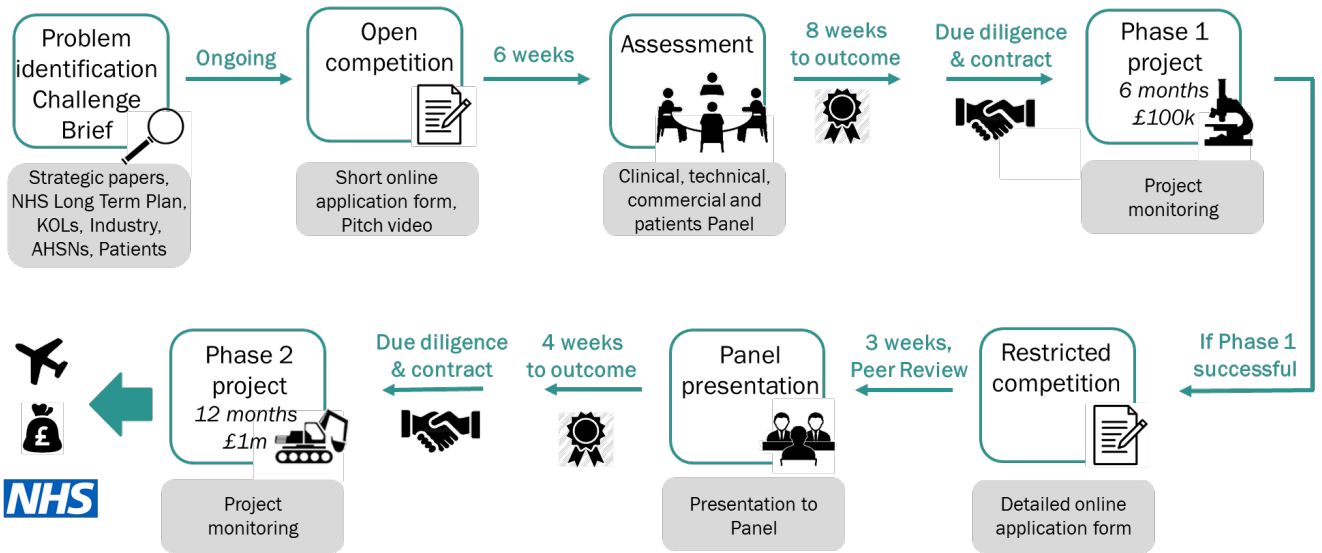 Problem
identification
Challenge
Brief
Strategic papers,
NHS Long Term Plan,
KOLs, Industry,
AHSNs, Patients
Ongoing
Open
competition
Short online
application form,
Pitch video
6 weeks
Assessment
Clinical, technical,
commercial and
patients Panel
8 weeks
to outcome
Due diligence
& contract
Phase 1
project
6 months
£100k
Project
monitoring
If Phase 1
successful
Restricted
competition
Detailed online
application form
3 weeks,
Peer Review
Panel
presentation
Presentation to
Panel
4 weeks
to outcome
Due diligence
& contract
Phase 2
project
12 months
£1m
Project
monitoring
£
NHS